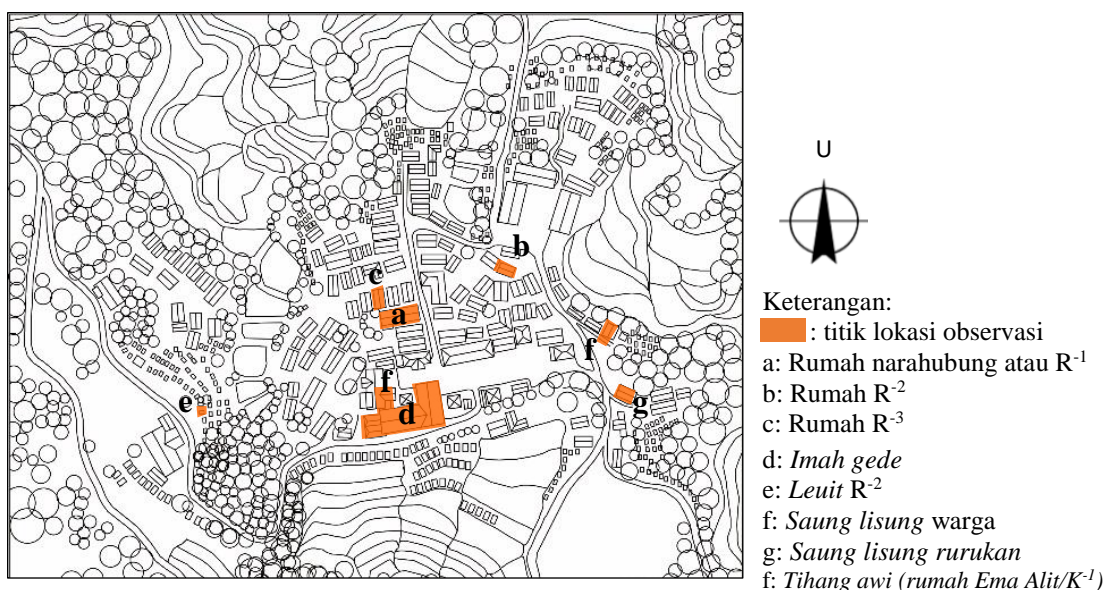 U
b
c
a
f
f
g
e
d
Keterangan:
: titik lokasi observasi
a: Rumah narahubung atau R-1
b: Rumah R-2
c: Rumah R-3
d: Imah gede
e: Leuit R-2
f: Saung lisung warga
g: Saung lisung rurukan
f: Tihang awi (rumah Ema Alit/K-1)